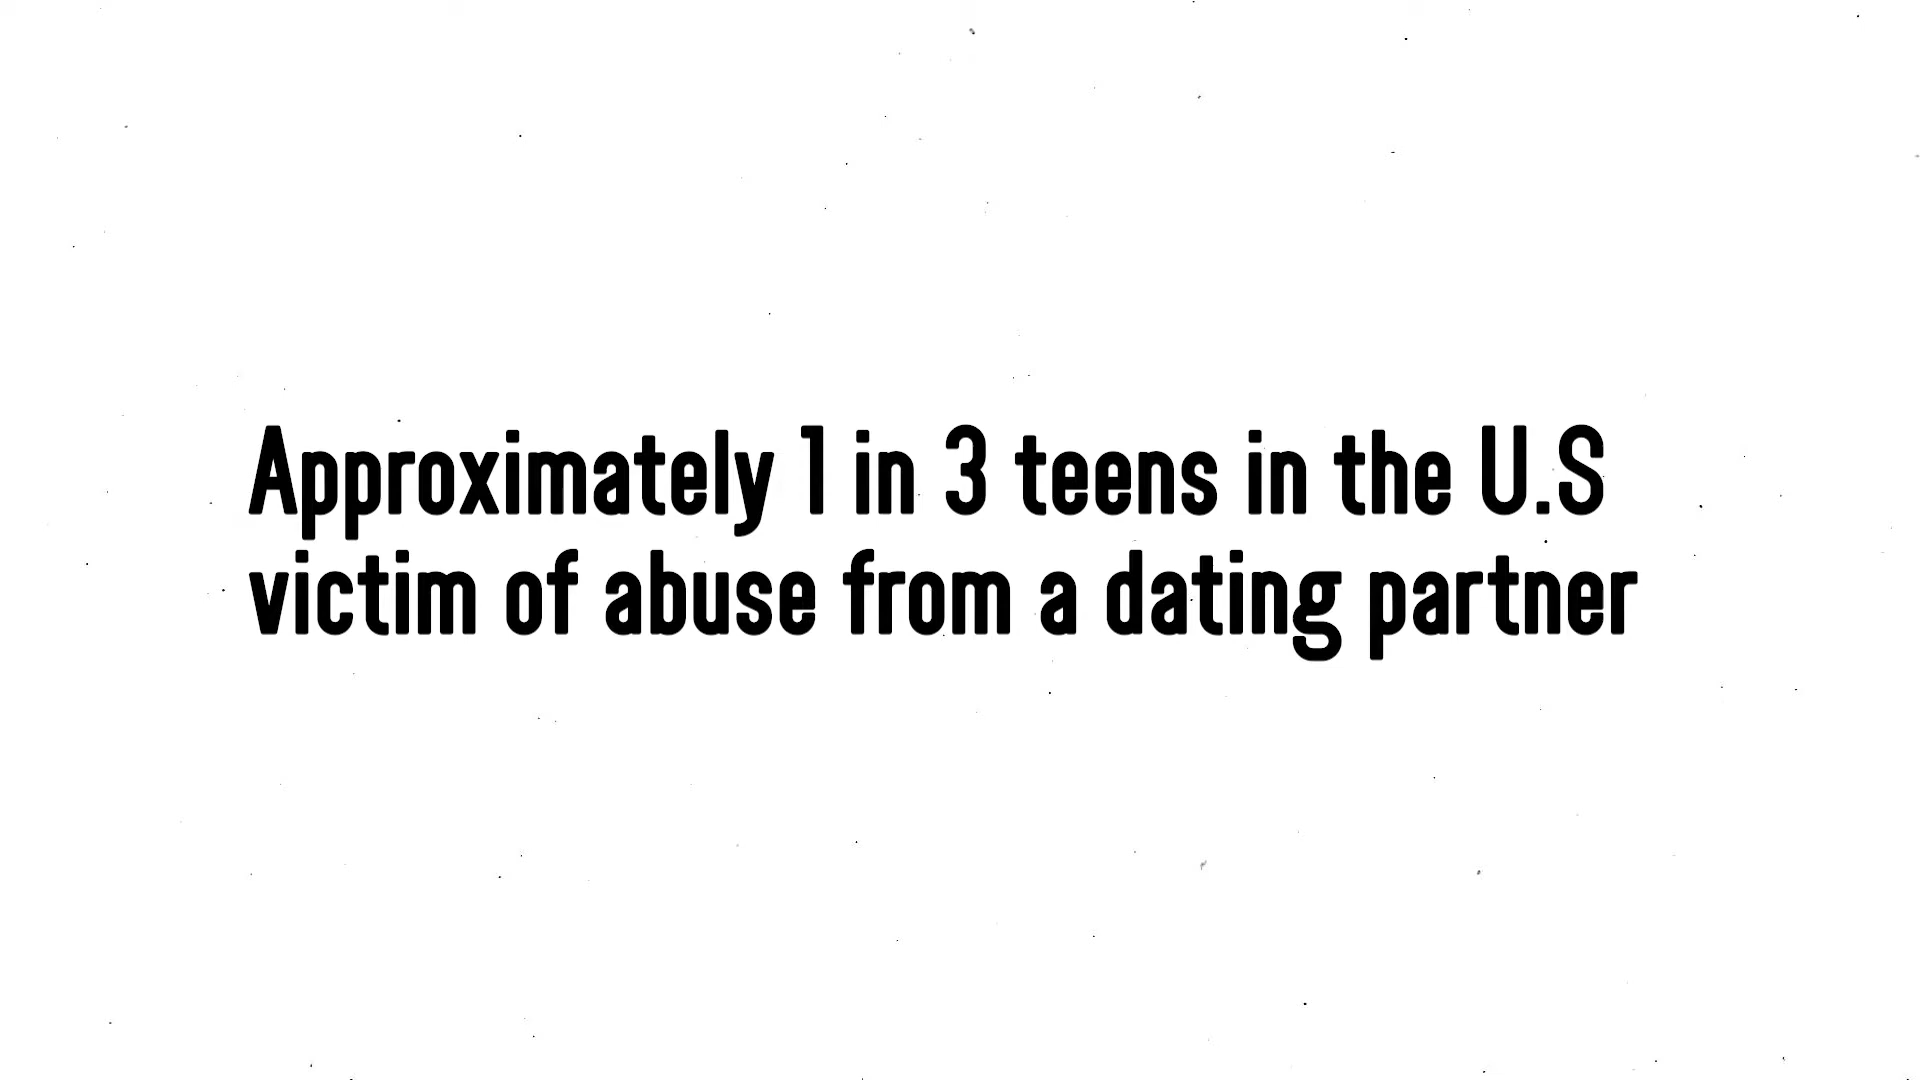 Approximately 1 in 3 teens in the U.S
victim of abuse from a dating partner